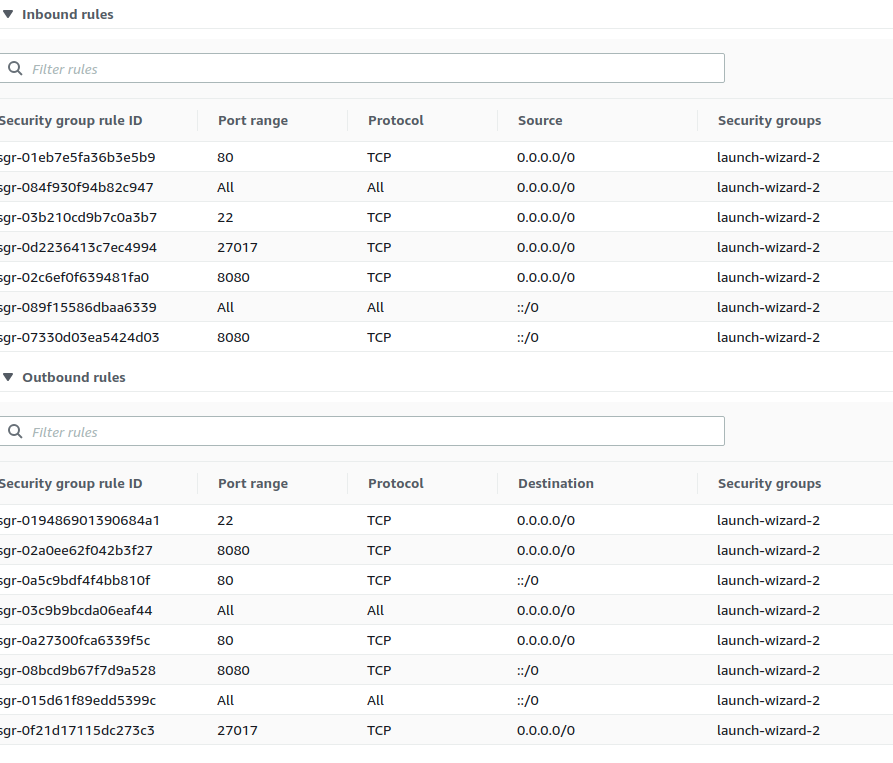 Inbound rules
Filter rules
Security group rule ID Port range Protocol Source Security groups
sgr-01eb7e5fa36b3e5b9 80 TCP 0.0.0.0/0 launch-wizard-2
sgr-084f930f94b82c947 All All 0.0.0.0/0 launch-wizard-2
sgr-03b210cd9b7c0a3b7 22 TCP 0.0.0.0/0 launch-wizard-2
sgr-0d2236413c7ec4994 27017 TCP 0.0.0.0/0 launch-wizard-2
sgr-02c6ef0f639481fa0 8080 TCP 0.0.0.0/0 launch-wizard-2
sgr-089f15586dbaa6339 All All ::/0 launch-wizard-2
sgr-07330d03ea5424d03 8080 TCP ::/0 launch-wizard-2
Outbound rules
Filter rules
Security group rule ID Port range Protocol Destination Security groups
sgr-019486901390684a1 22 TCP 0.0.0.0/0 launch-wizard-2
sgr-02a0ee62f042b3f27 8080 TCP 0.0.0.0/0 launch-wizard-2
sgr-0a5c9bdf4f4bb810f 80 TCP ::/0 launch-wizard-2
sgr-03c9b9bcda06eaf44 All All 0.0.0.0/0 launch-wizard-2
sgr-0a27300fca6339f5c 80 TCP 0.0.0.0/0 launch-wizard-2
sgr-08bcd9b67f7d9a528 8080 TCP ::/0 launch-wizard-2
sgr-015d61f89edd5399c All All ::/0 launch-wizard-2
sgr-0f21d17115dc273c3 27017 TCP 0.0.0.0/0 launch-wizard-2